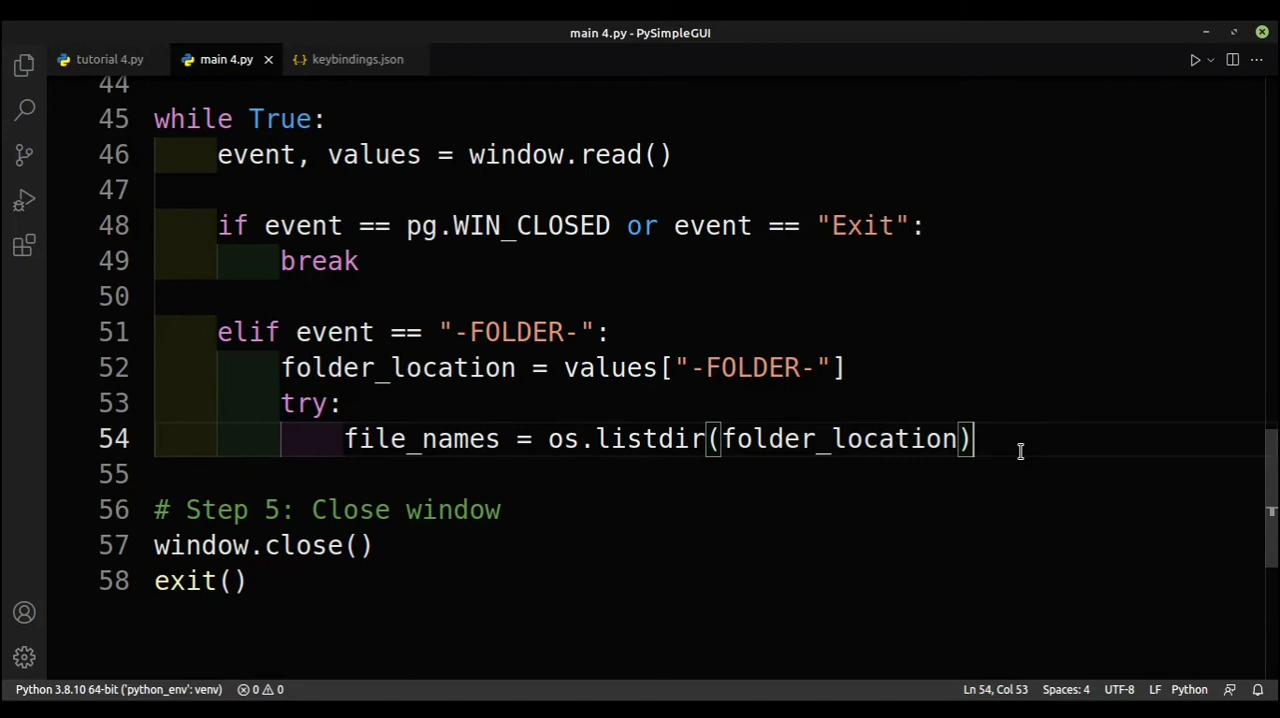 main 4.py - PySimpleGUI
tutorial 4.py main 4.py keybindings.json
44
45 while True:
46 event, values = window.read()
47
48 if event == pg.WIN_CLOSED or event == "Exit":
49 break
50
51 elif event == "-FOLDER-":
52 folder_location = values["-FOLDER-"]
53 try:
54 file_names = os.listdir(folder_location)
55
56 # Step 5: Close window
57 window.close()
58 exit()
Python 3.8.10 64-bit ('python_env': venv) 0 0 Ln 54, Col 53 Spaces: 4 UTF-8 LF Python